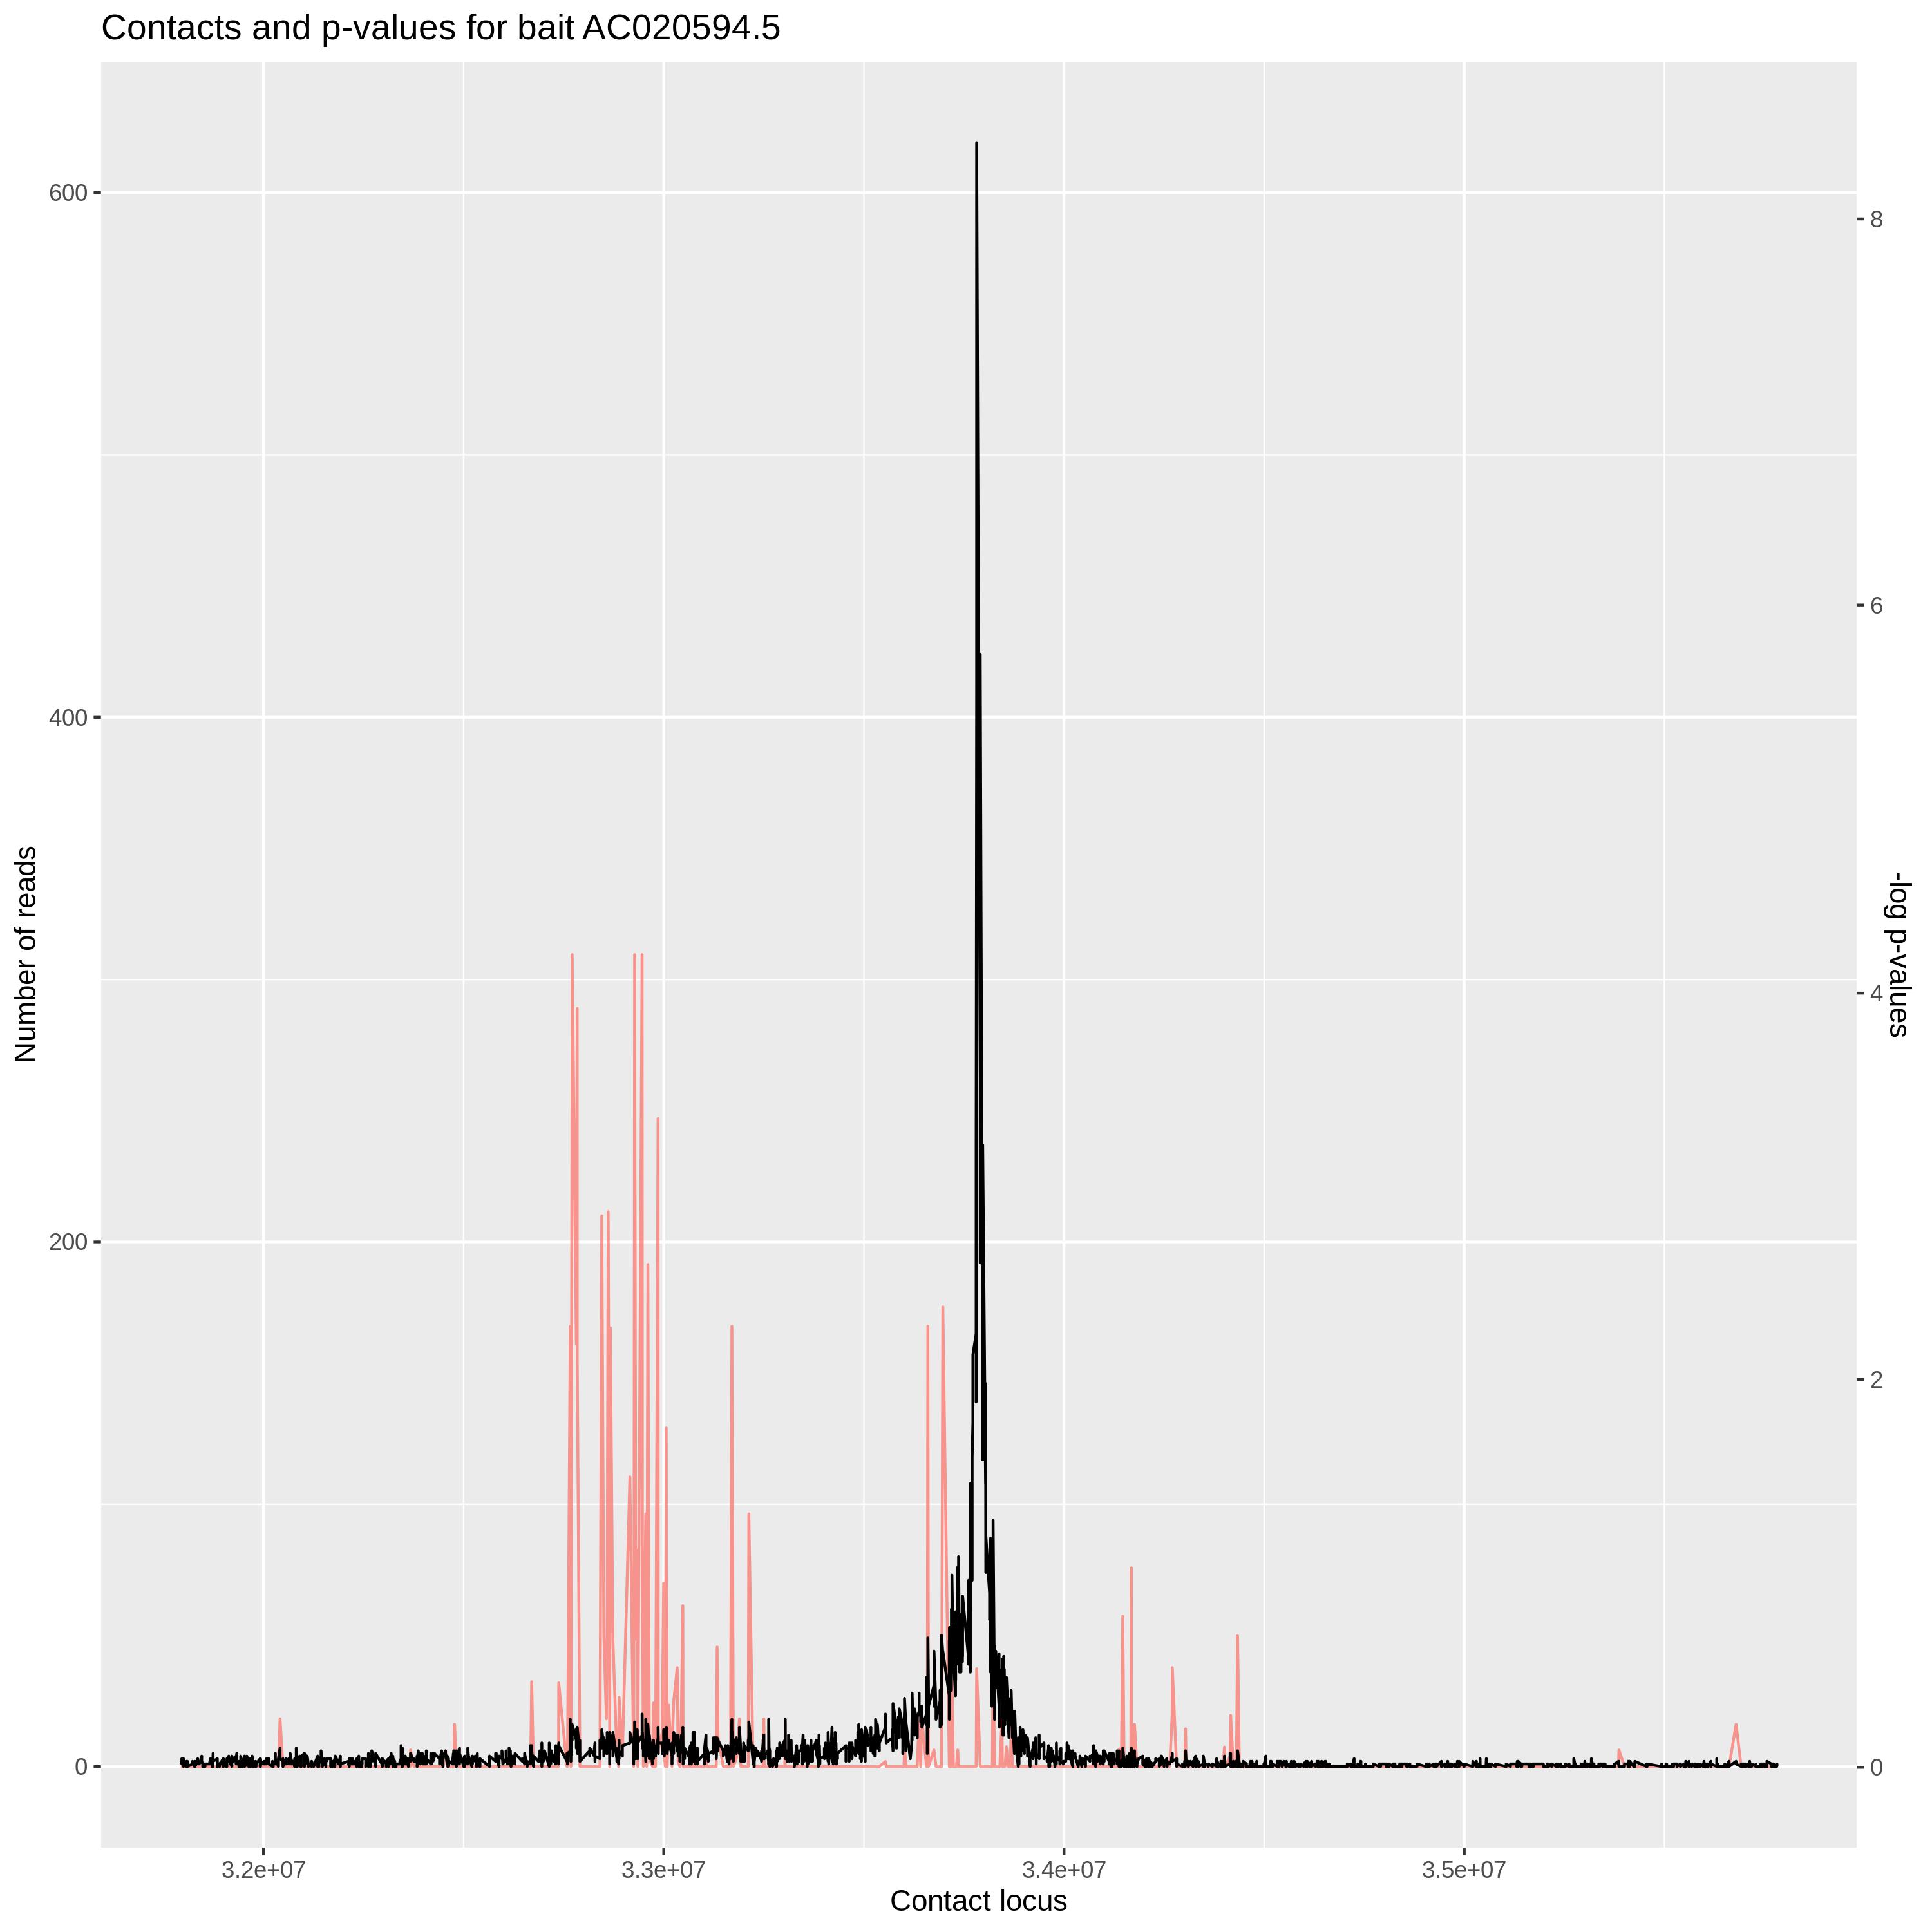 Contacts and p-values for bait AC020594.5
600
400
200
0
8
6
4
2
0
Number of reads
-log p-values
3.2e+07 3.3e+07 3.4e+07 3.5e+07
Contact locus